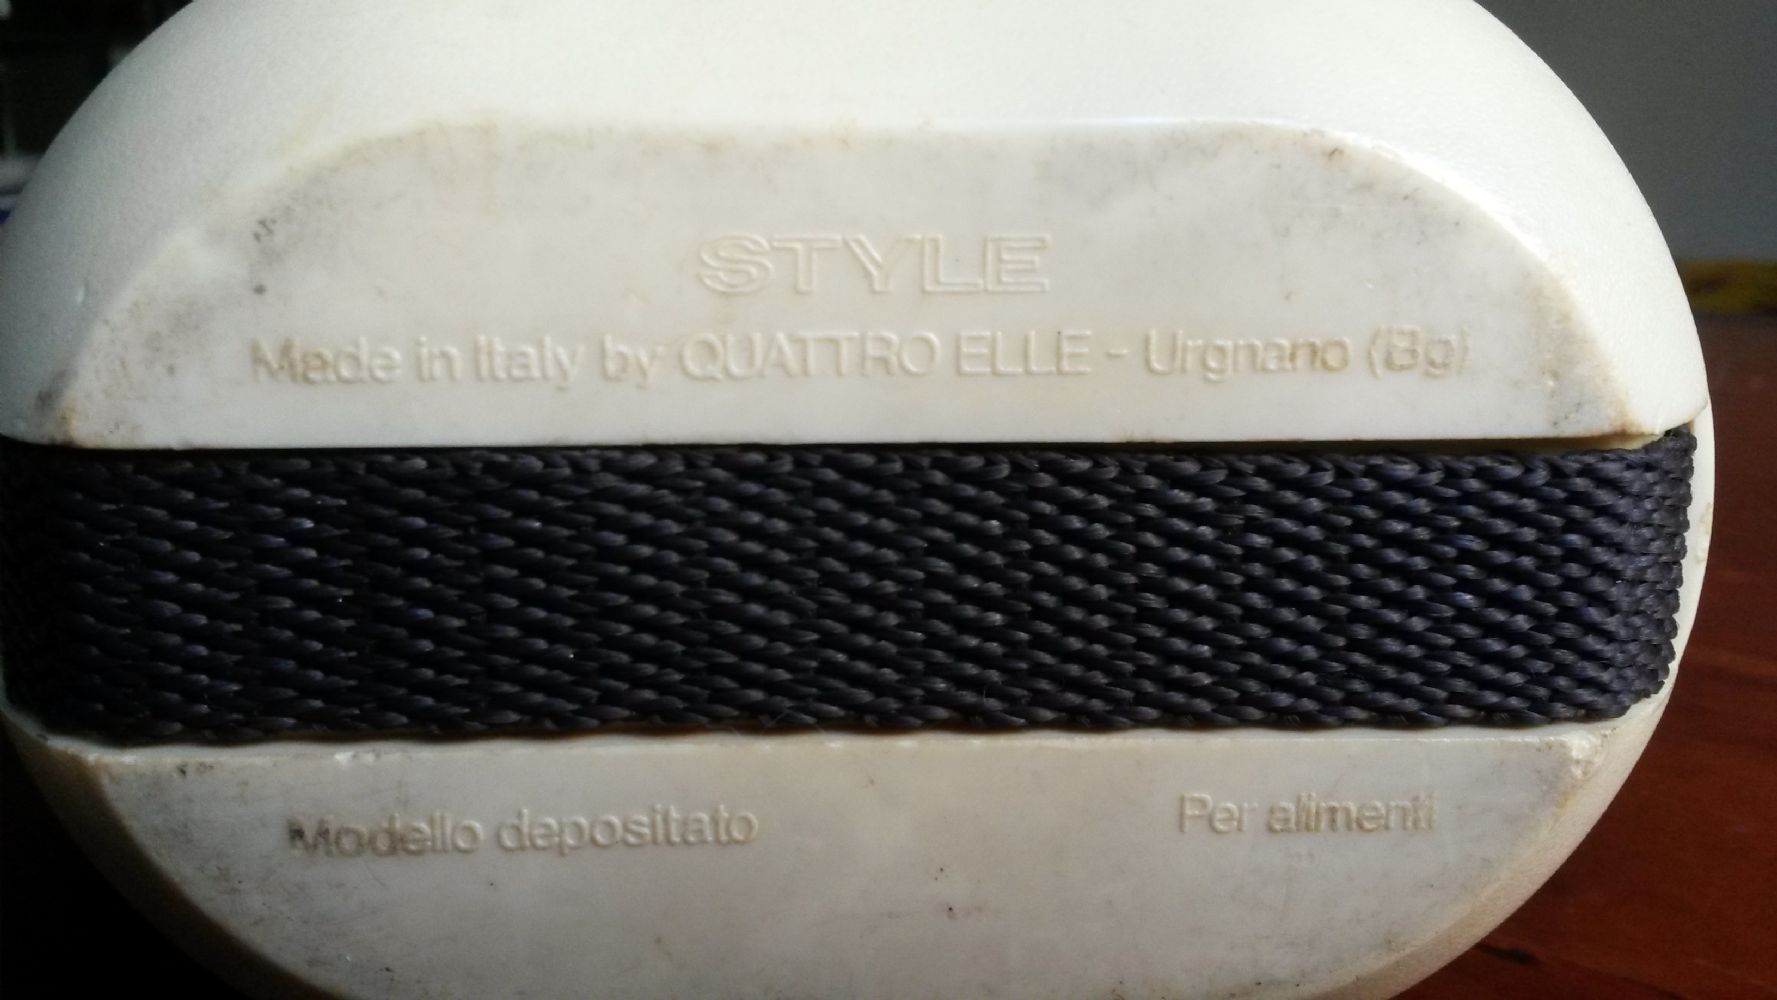 STYLE
Made in Italy by QUATTRO ELLE - Urgnano (Bg)
Modello depositato
Per alimenti